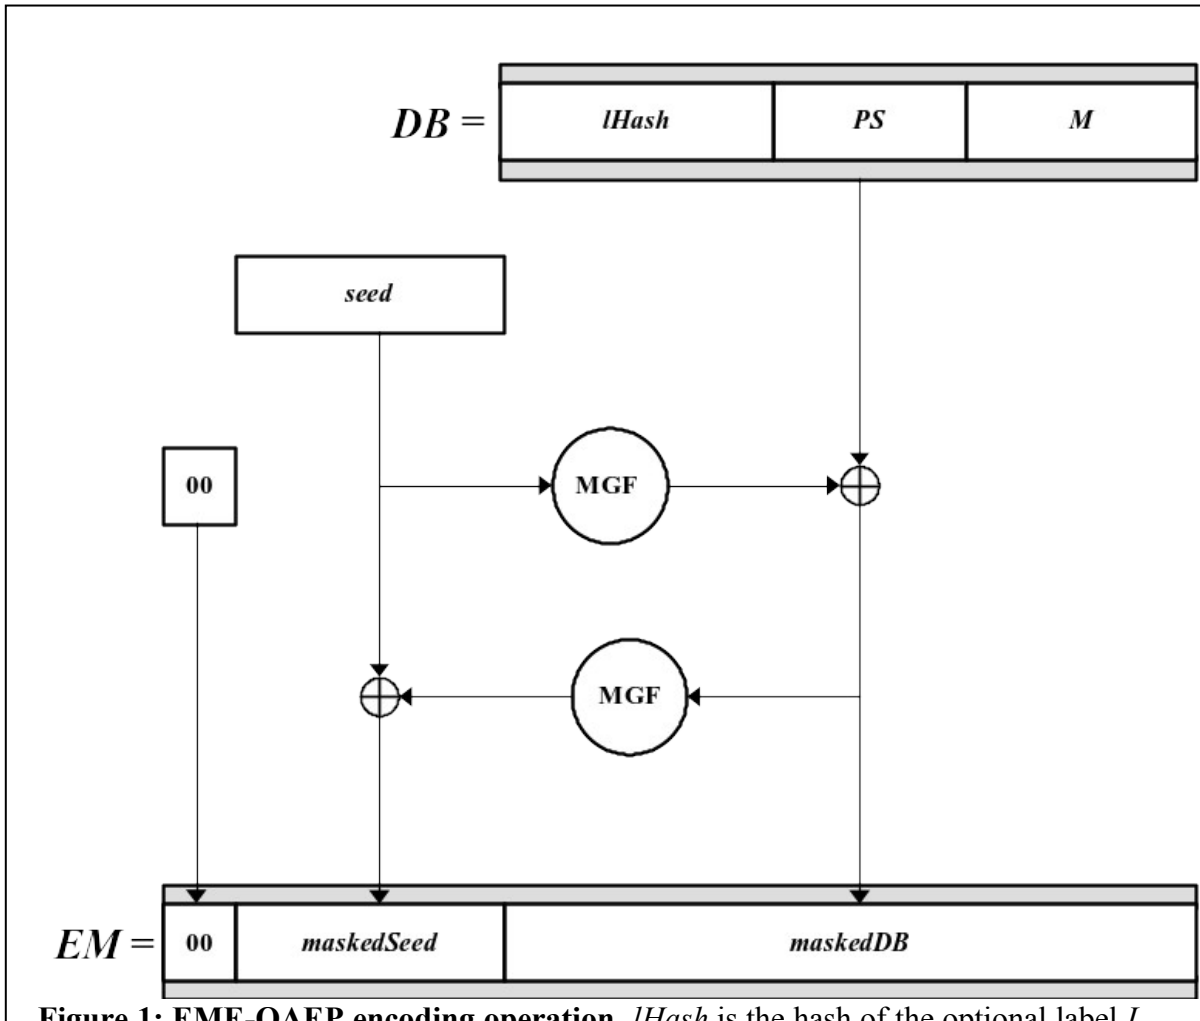 DB = lHash PS M
seed
00 MGF
MGF
EM = 00 maskedSeed maskedDB
Figure 1: EME-OAEP encoding operation. lHash is the hash of the optional label L.